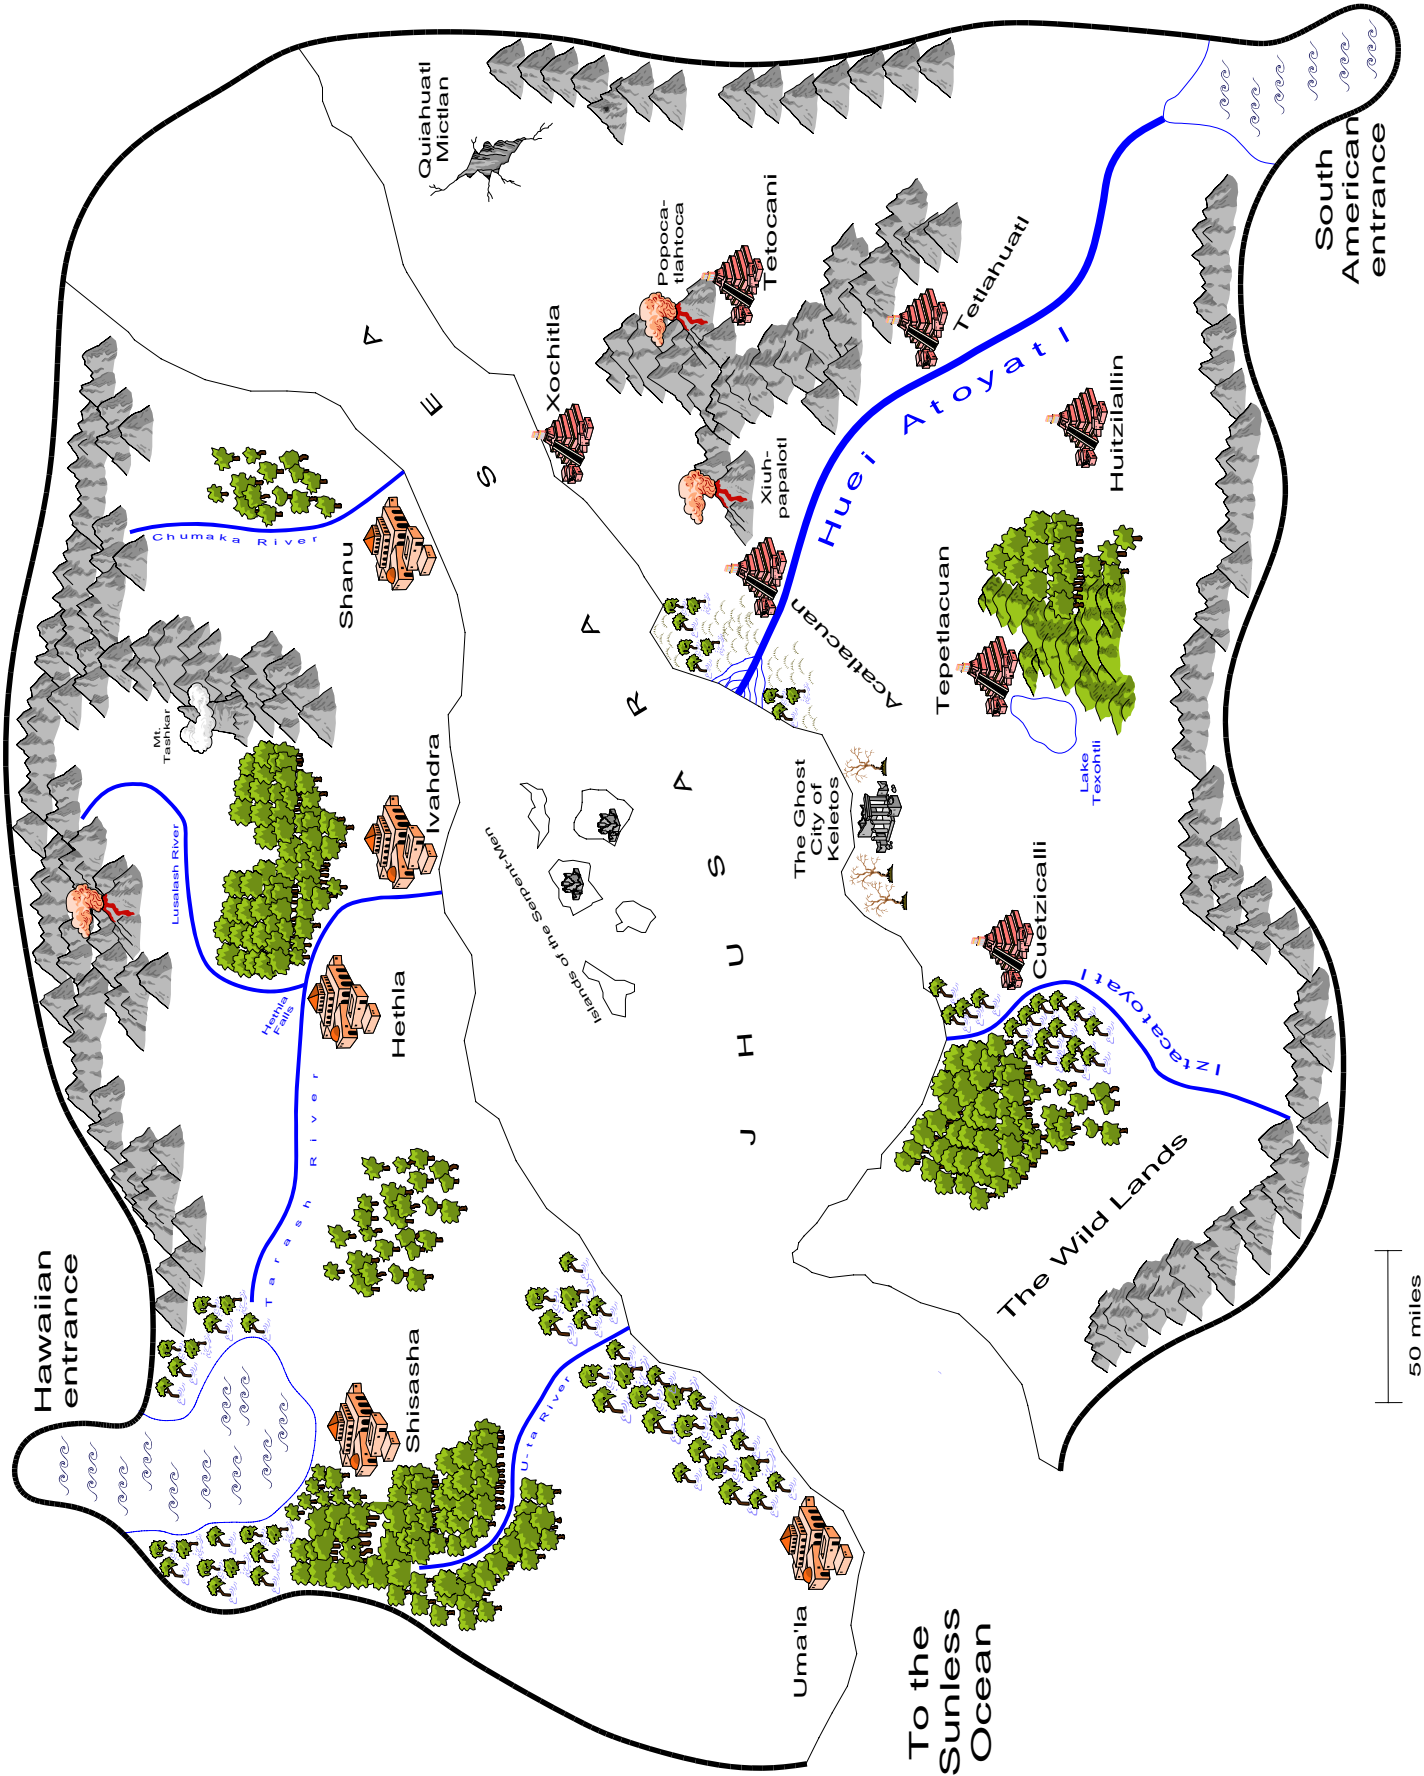 Hawaiian
entrance
Shisasha
U-ta River
Uma'la
To the
Sunless
Ocean
Tarash River
Hethla
Falls
Hethla
Lusalash River
Ivahdra
Mt.
Tashkar
Shanu
Chumaka River
JHUSARA SEA
Islands of the Serpent-Men
Quiahuatl
Mictlan
Xochitla
Popoca-
tlahtoca
Tetocani
Xiuh-
papalotl
Tetlahuatl
Huei Atoyatl
Acatlacuan
Huitzilallin
Tepetlacuan
Lake
Texohtli
The Ghost
City of
Keletos
Cuetzicalli
Iztacatoyatl
The Wild Lands
South
American
entrance
50 miles